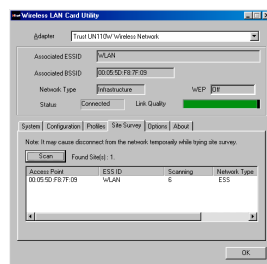 Wireless LAN Card Utility
Adapter Trust UN110W Wireless Network
Associated ESSID WLAN
Associated BSSID 00:05:5D:F8:7F:09
Network Type Infrastructure WEP Off
Status Connected Link Quality
System Configuration Profiles Site Survey Options About
Note: It may cause disconnect from the network temporaily while trying site survey.
Scan Found Site(s) : 1.
Access Point ESS ID Scanning Network Type
00:05:5D:F8:7F:09 WLAN 6 ESS
OK